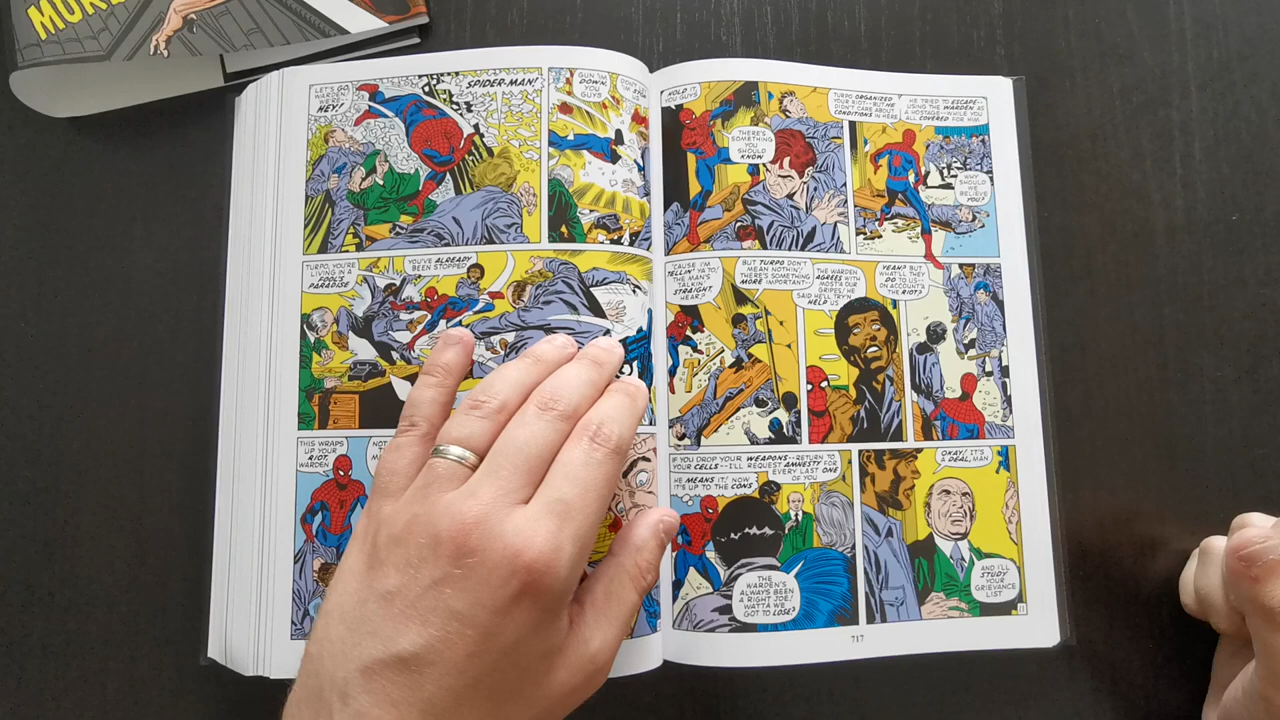 LET'S GO,
WARDEN,
WERE--
HEY!
SPIDER-MAN!
GUN 'IM
DOWN,
YOU
GUYS
TURPO, YOU'RE
LIVING IN A
FOOL'S
PARADISE
YOU'VE ALREADY
BEEN STOPPED
THIS WRAPS
UP YOUR
RIOT,
WARDEN
HOLD IT,
YOU GUYS
THERE'S
SOMETHING
YOU
SHOULD
KNOW
TURPO ORGANIZED
YOUR RIOT--BUT HE
DIDN'T CARE ABOUT
CONDITIONS IN HERE
HE TRIED TO ESCAPE--
USING THE WARDEN AS
A HOSTAGE--WHILE YOU
ALL COVERED FOR HIM
WHY
SHOULD
WE
BELIEVE
YOU?
'CAUSE I'M
TELLIN' YA TO!
THE MAN'S
TALKIN'
STRAIGHT,
HEAR?
BUT TURPO DON'T
MEAN NOTHIN'!
THERE'S SOMETHING
MORE IMPORTANT--
THE WARDEN
AGREES WITH
MOST'A OUR
GRIPES! HE
SAID HE'LL TRY'N
HELP US
YEAH? BUT
WHAT'LL THEY
DO TO US--
ON ACCOUNT'A
THE RIOT?
IF YOU DROP YOUR WEAPONS--RETURN TO
YOUR CELLS--I'LL REQUEST AMNESTY FOR
EVERY LAST ONE
OF YOU
HE MEANS IT! NOW
IT'S UP TO THE CONS
THE
WARDEN'S
ALWAYS BEEN
A RIGHT JOE!
WATTA WE
GOT TO LOSE?
OKAY! IT'S
A DEAL, MAN
AND I'LL
STUDY
YOUR
GRIEVANCE
LIST
11
717